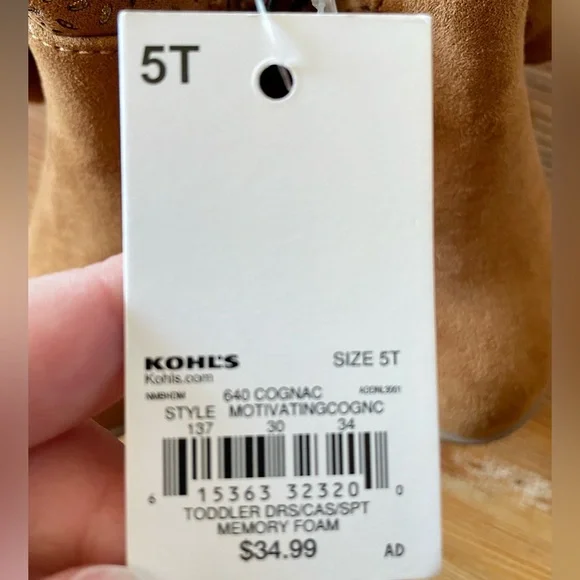 5T
KOHL'S SIZE 5T
Kohls.com
640 COGNAC
STYLE MOTIVATINGCOGNC
137 30 34
6 15363 32320 0
TODDLER DRS/CAS/SPT
MEMORY FOAM
$34.99 AD